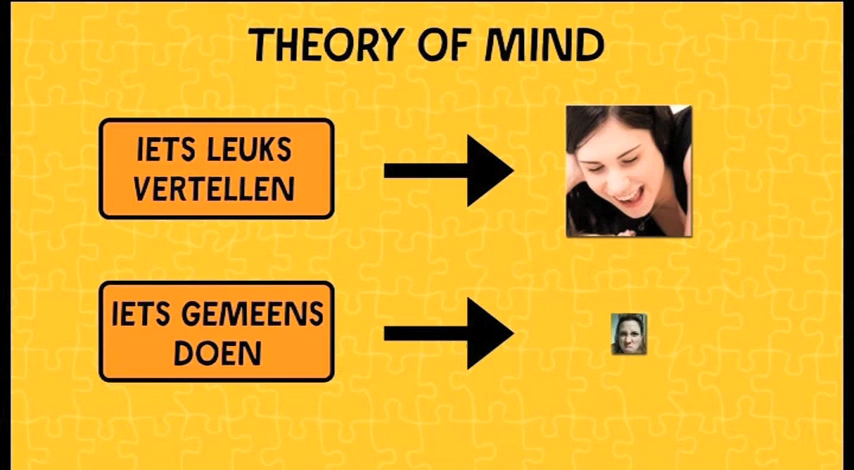 THEORY OF MIND
IETS LEUKS
VERTELLEN
IETS GEMEENS
DOEN